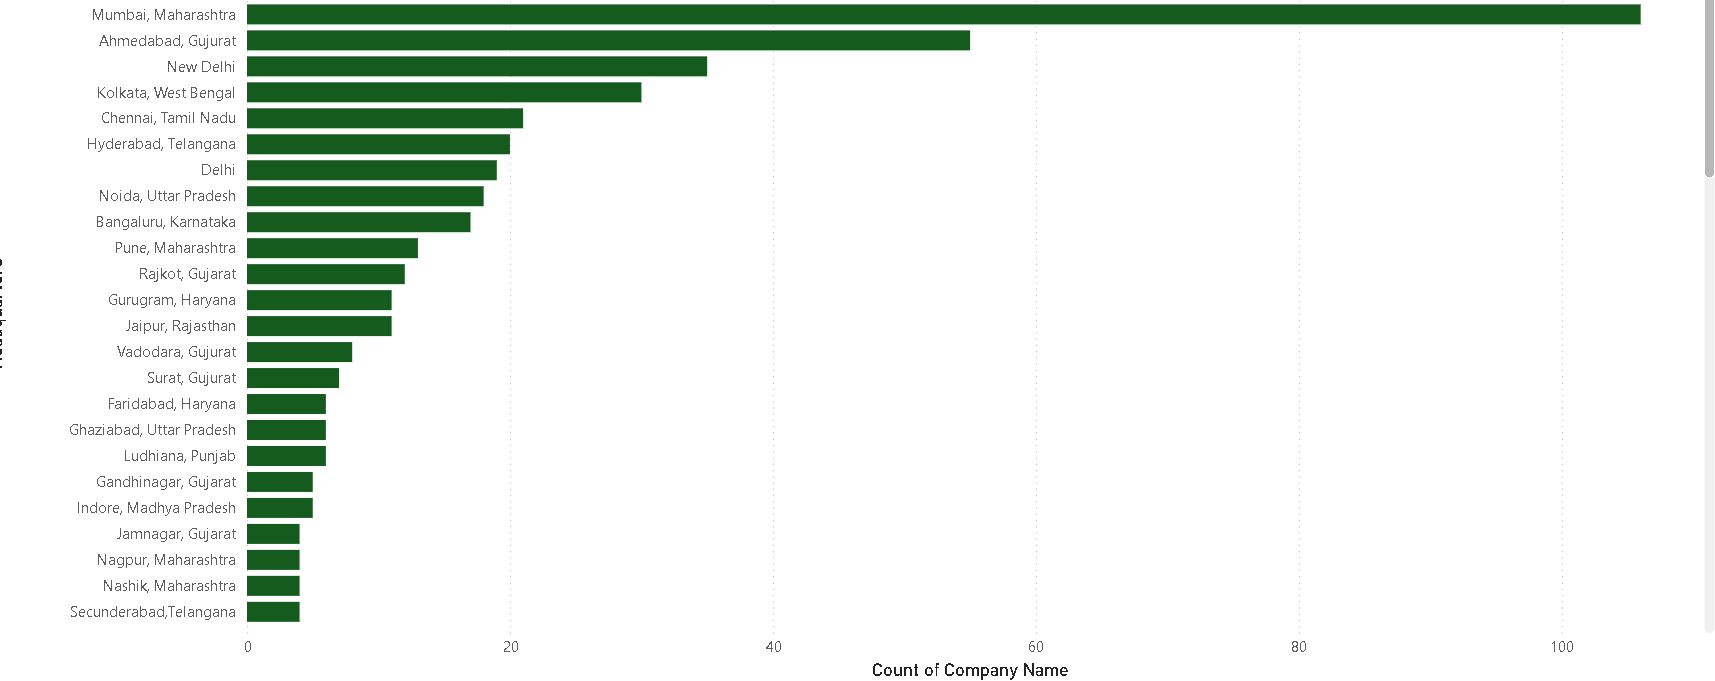 Mumbai, Maharashtra
Ahmedabad, Gujurat
New Delhi
Kolkata, West Bengal
Chennai, Tamil Nadu
Hyderabad, Telangana
Delhi
Noida, Uttar Pradesh
Bangaluru, Karnataka
Pune, Maharashtra
Rajkot, Gujarat
Gurugram, Haryana
Jaipur, Rajasthan
Vadodara, Gujurat
Surat, Gujurat
Faridabad, Haryana
Ghaziabad, Uttar Pradesh
Ludhiana, Punjab
Gandhinagar, Gujarat
Indore, Madhya Pradesh
Jamnagar, Gujarat
Nagpur, Maharashtra
Nashik, Maharashtra
Secunderabad,Telangana
0 20 40 60 80 100
Count of Company Name